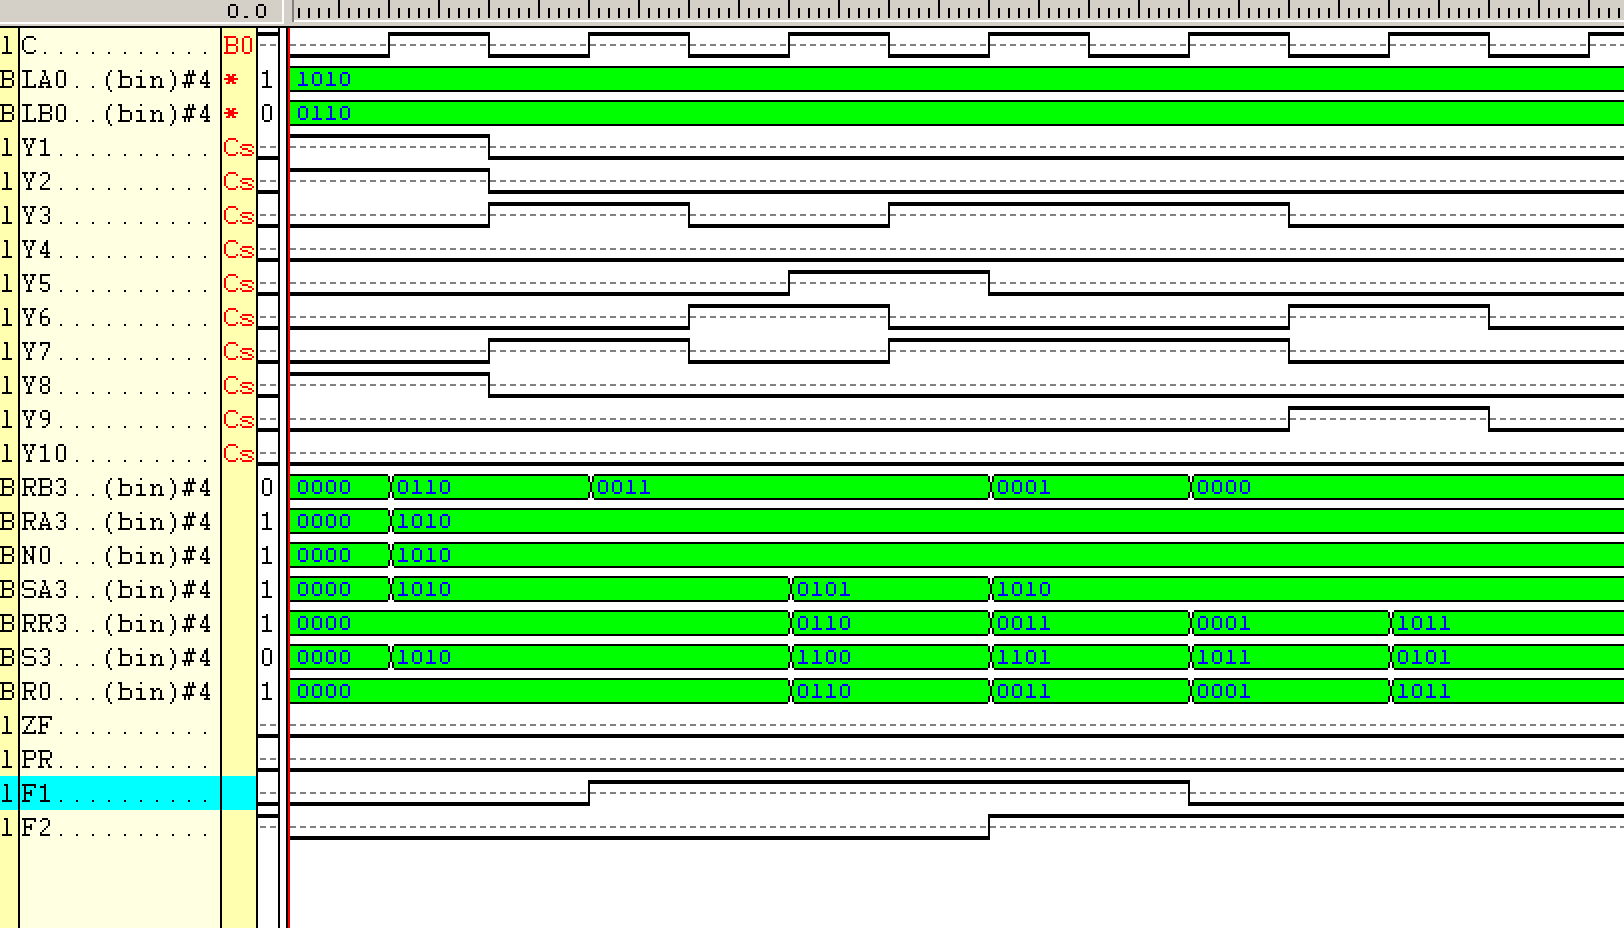 0.0
l C.......... B0
B LA0..(bin)#4 * 1 1010
B LB0..(bin)#4 * 0 0110
l Y1......... Cs
l Y2......... Cs
l Y3......... Cs
l Y4......... Cs
l Y5......... Cs
l Y6......... Cs
l Y7......... Cs
l Y8......... Cs
l Y9......... Cs
l Y10........ Cs
B RB3..(bin)#4 0 0000 0110 0011 0001 0000
B RA3..(bin)#4 1 0000 1010
B N0...(bin)#4 1 0000 1010
B SA3..(bin)#4 1 0000 1010 0101 1010
B RR3..(bin)#4 1 0000 0110 0011 0001 1011
B S3...(bin)#4 0 0000 1010 1100 1101 1011 0101
B R0...(bin)#4 1 0000 0110 0011 0001 1011
l ZF.........
l PR.........
l F1.........
l F2.........